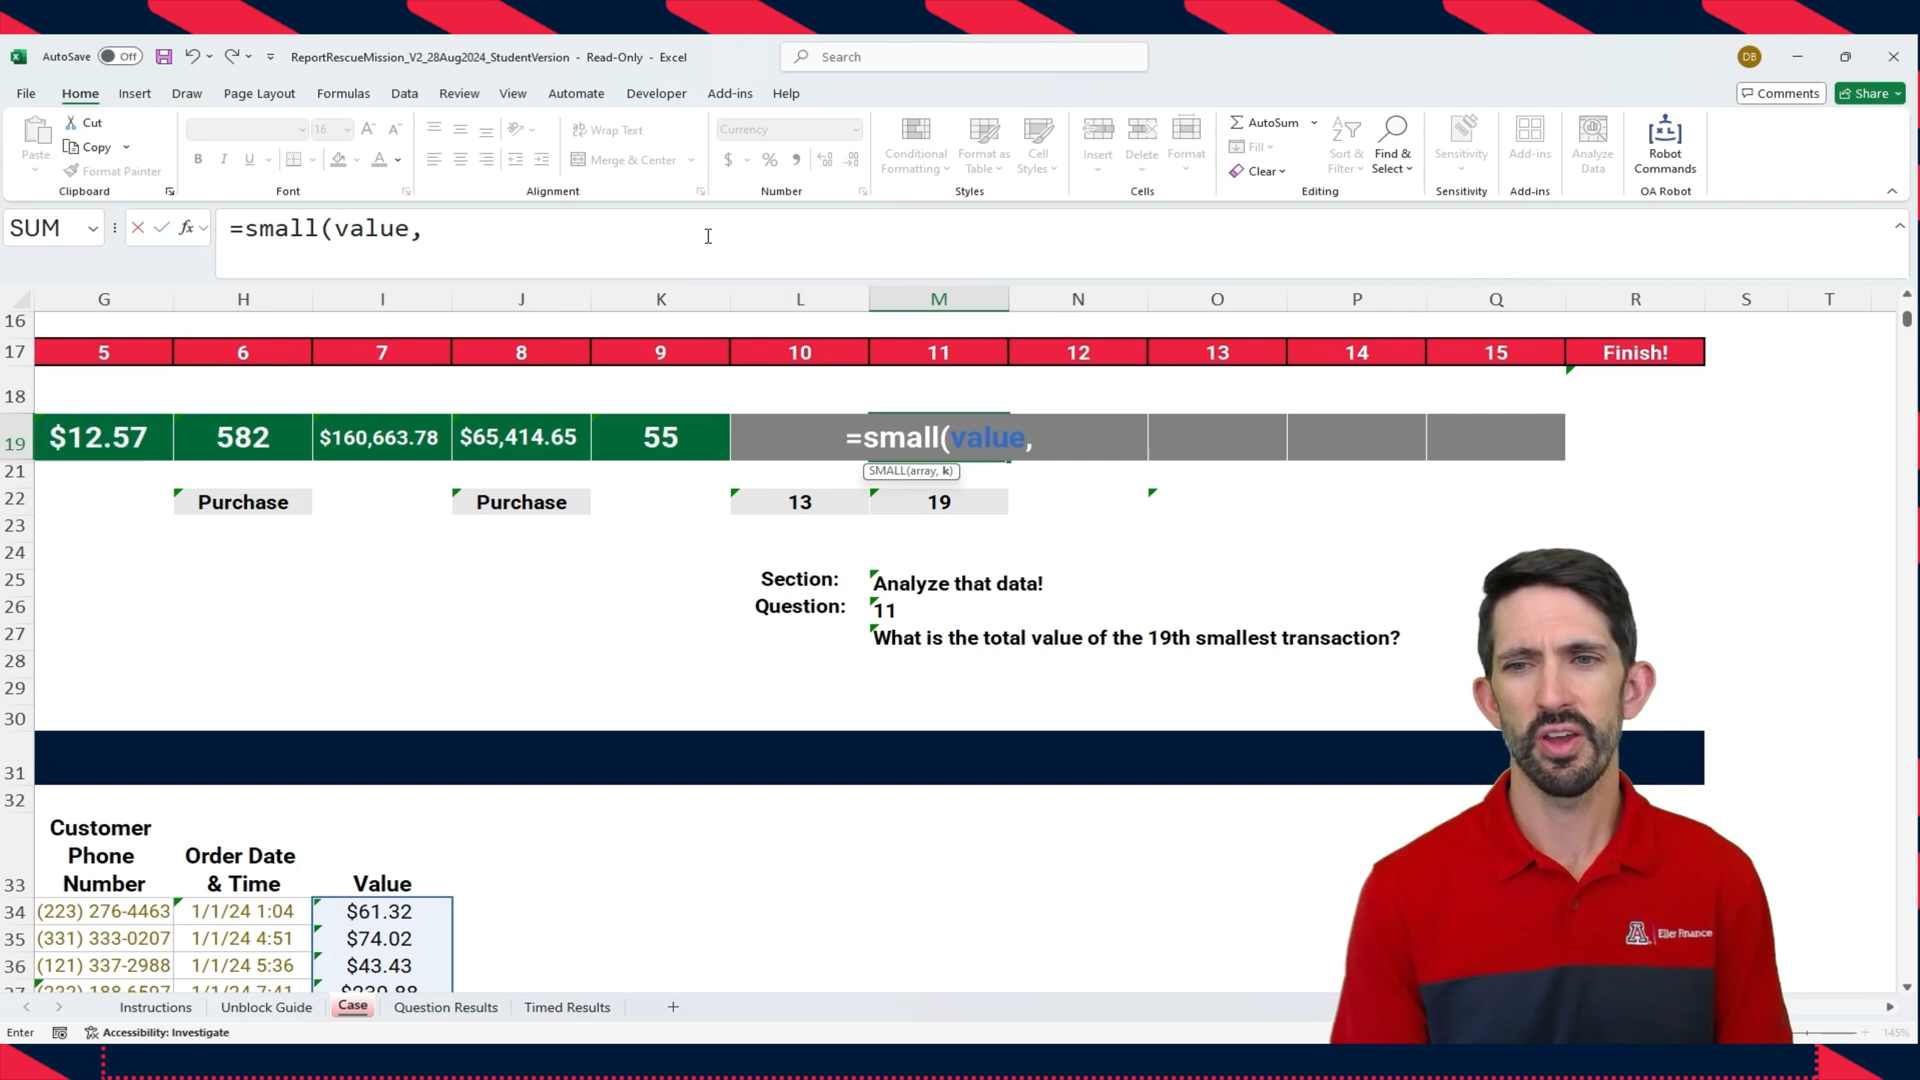 AutoSave Off ReportRescueMission_V2_28Aug2024_StudentVersion - Read-Only - Excel Search DB
File Home Insert Draw Page Layout Formulas Data Review View Automate Developer Add-ins Help Comments Share
Paste Cut Copy Format Painter Clipboard
16 B I U A Font
Wrap Text Merge & Center Alignment
Currency $ % , Number
Conditional Formatting Format as Table Cell Styles Styles
Insert Delete Format Cells
AutoSum Fill Clear Sort & Filter Find & Select Editing
Sensitivity Sensitivity
Add-ins Add-ins
Analyze Data
Robot Commands OA Robot
SUM fx =small(value,
G H I J K L M N O P Q R S T
16
17 5 6 7 8 9 10 11 12 13 14 15 Finish!
18
19 $12.57 582 $160,663.78 $65,414.65 55 =small(value,
SMALL(array, k)
21
22 Purchase Purchase 13 19
23
24
25 Section: Analyze that data!
26 Question: 11
27 What is the total value of the 19th smallest transaction?
28
29
30
31
32
33 Customer Phone Number Order Date & Time Value
34 (223) 276-4463 1/1/24 1:04 $61.32
35 (331) 333-0207 1/1/24 4:51 $74.02
36 (121) 337-2988 1/1/24 5:36 $43.43
Eller Finance
Instructions Unblock Guide Case Question Results Timed Results
Enter Accessibility: Investigate 145%